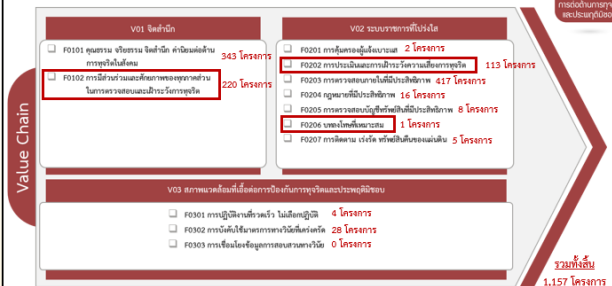 การต่อต้านการทุจริต
และประพฤติมิชอบ
Value Chain
V01 จิตสำนึก
F0101 คุณธรรม จริยธรรม จิตสำนึก ค่านิยมต่อต้าน
การทุจริตในสังคม
343 โครงการ
F0102 การมีส่วนร่วมและศักยภาพของทุกภาคส่วน
ในการตรวจสอบและเฝ้าระวังการทุจริต
220 โครงการ
V02 ระบบราชการที่โปร่งใส
F0201 การคุ้มครองผู้แจ้งเบาะแส 2 โครงการ
F0202 การประเมินและการเฝ้าระวังความเสี่ยงการทุจริต 113 โครงการ
F0203 การตรวจสอบภายในที่มีประสิทธิภาพ 417 โครงการ
F0204 กฎหมายที่มีประสิทธิภาพ 16 โครงการ
F0205 การตรวจสอบบัญชีทรัพย์สินที่มีประสิทธิภาพ 8 โครงการ
F0206 บทลงโทษที่เหมาะสม 1 โครงการ
F0207 การติดตาม เร่งรัด ทรัพย์สินคืนของแผ่นดิน 5 โครงการ
V03 สภาพแวดล้อมที่เอื้อต่อการป้องกันการทุจริตและประพฤติมิชอบ
F0301 การปฏิบัติงานที่รวดเร็ว ไม่เลือกปฏิบัติ 4 โครงการ
F0302 การบังคับใช้มาตรการทางวินัยที่เคร่งครัด 28 โครงการ
F0303 การเชื่อมโยงข้อมูลการสอบสวนทางวินัย 0 โครงการ
รวมทั้งสิ้น
1,157 โครงการ